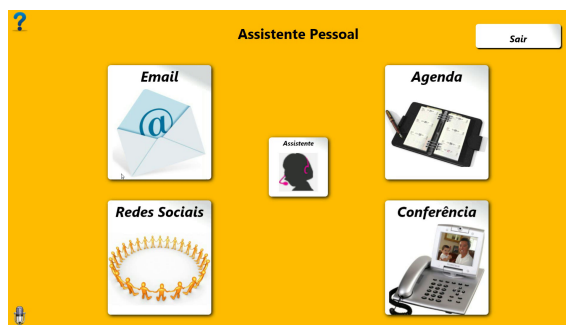 ?
Assistente Pessoal
Sair
Email
@
Agenda
Assistente
Redes Sociais
Conferência